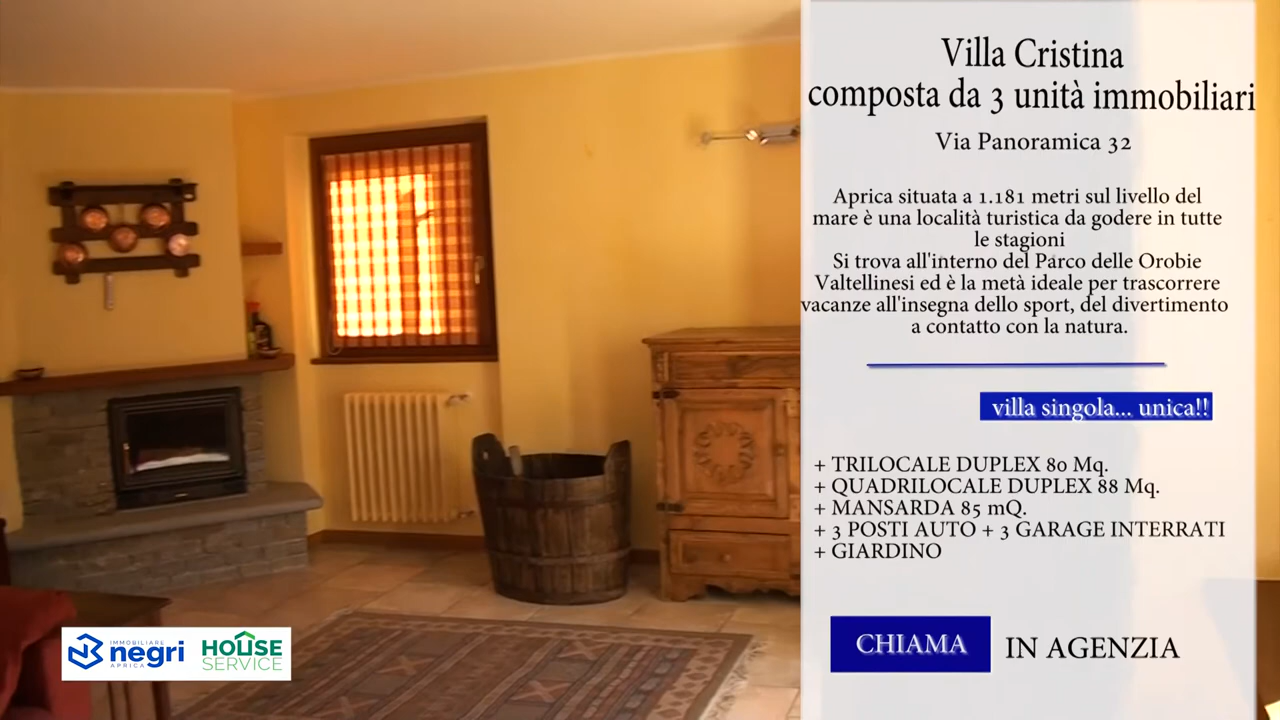 Villa Cristina
composta da 3 unità immobiliari
Via Panoramica 32
Aprica situata a 1.181 metri sul livello del
mare è una località turistica da godere in tutte
le stagioni
Si trova all'interno del Parco delle Orobie
Valtellinesi ed è la metà ideale per trascorrere
vacanze all'insegna dello sport, del divertimento
a contatto con la natura.
villa singola... unica!!
+ TRILOCALE DUPLEX 80 Mq.
+ QUADRILOCALE DUPLEX 88 Mq.
+ MANSARDA 85 mQ.
+ 3 POSTI AUTO + 3 GARAGE INTERRATI
+ GIARDINO
CHIAMA IN AGENZIA
IMMOBILIARE
negri
APRICA
HOUSE
SERVICE